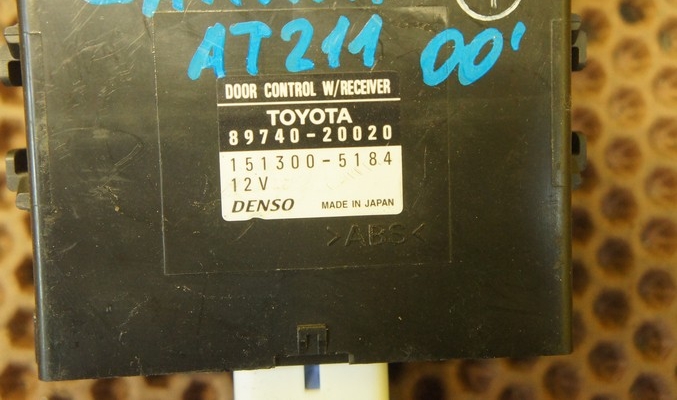 AT211 00'
DOOR CONTROL W/RECEIVER
TOYOTA
89740-20020
151300-5184
12V
DENSO MADE IN JAPAN
>ABS<